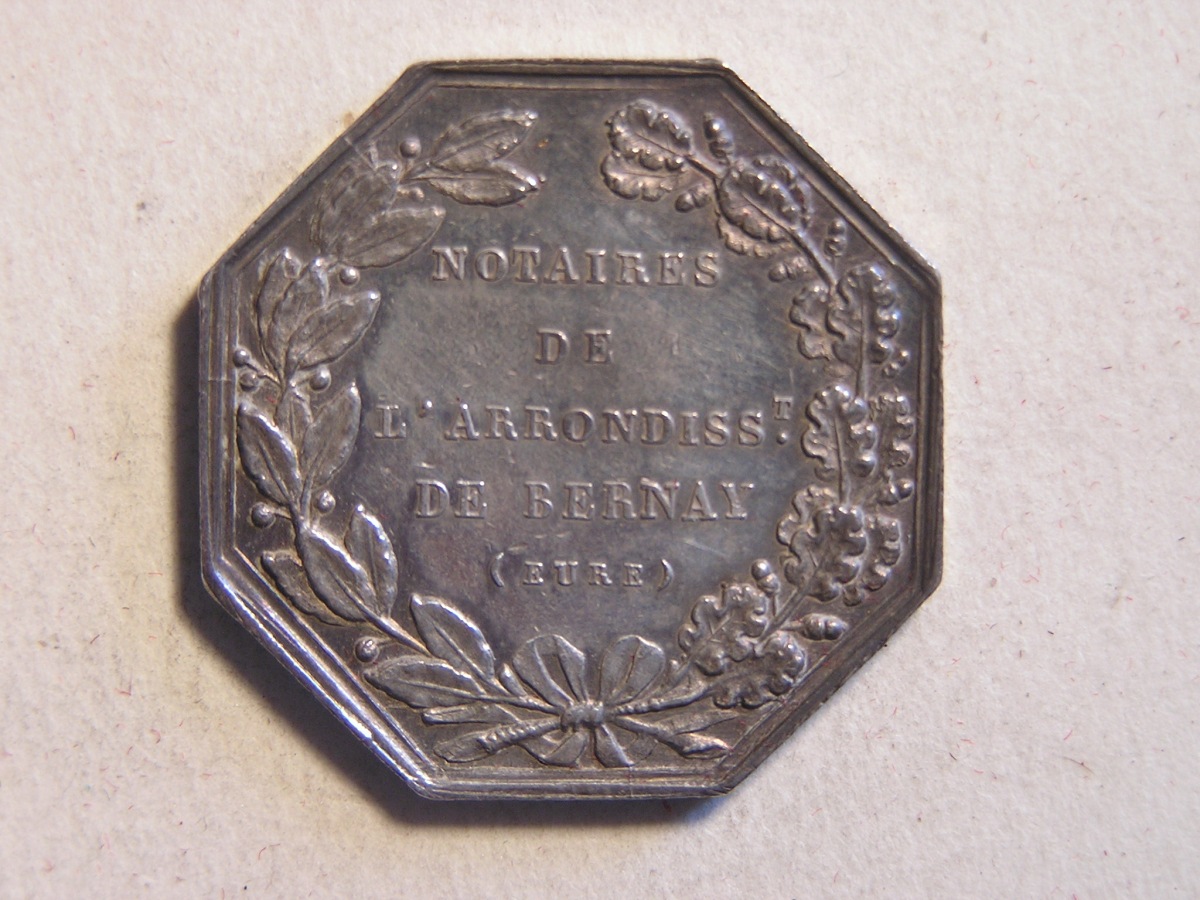 NOTAIRES
DE
L'ARRONDISST.
DE BERNAY
(EURE)